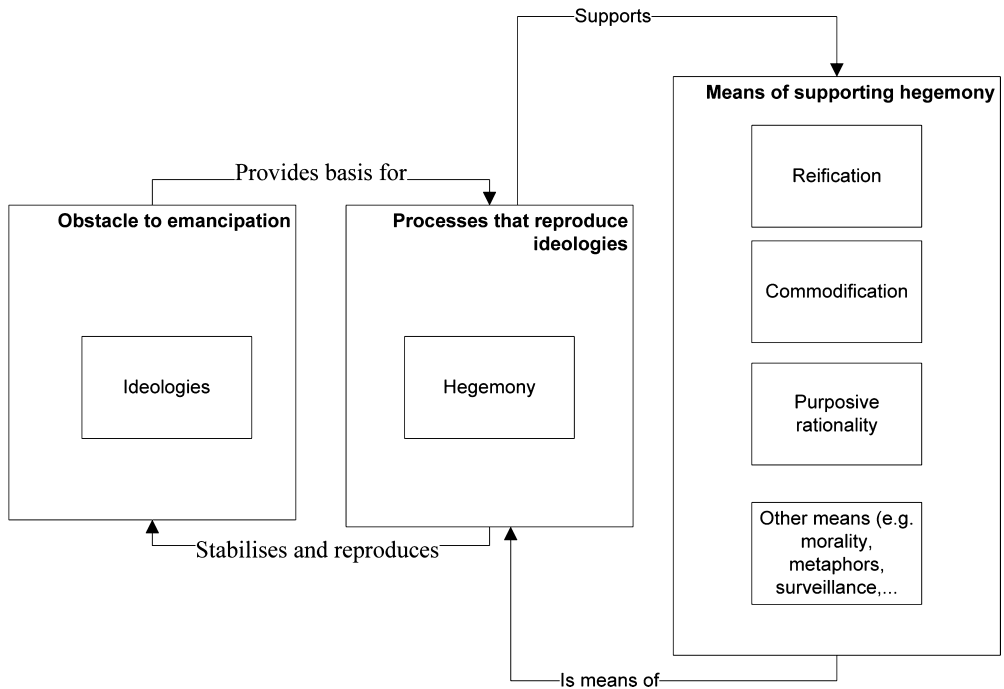 Supports
Means of supporting hegemony
Reification
Commodification
Purposive
rationality
Other means (e.g.
morality,
metaphors,
surveillance,...
Provides basis for
Obstacle to emancipation
Ideologies
Processes that reproduce
ideologies
Hegemony
Stabilises and reproduces
Is means of